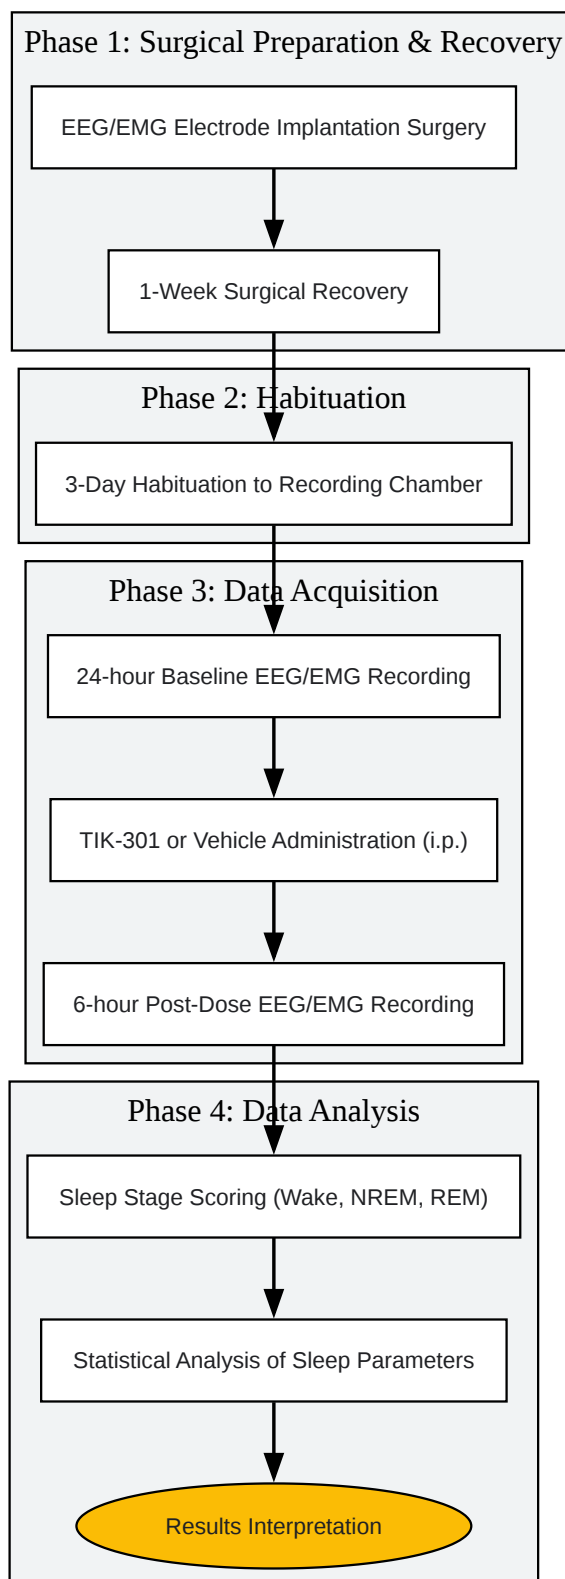 Phase 1: Surgical Preparation & Recovery
EEG/EMG Electrode Implantation Surgery
1-Week Surgical Recovery
Phase 2: Habituation
3-Day Habituation to Recording Chamber
Phase 3: Data Acquisition
24-hour Baseline EEG/EMG Recording
TIK-301 or Vehicle Administration (i.p.)
6-hour Post-Dose EEG/EMG Recording
Phase 4: Data Analysis
Sleep Stage Scoring (Wake, NREM, REM)
Statistical Analysis of Sleep Parameters
Results Interpretation